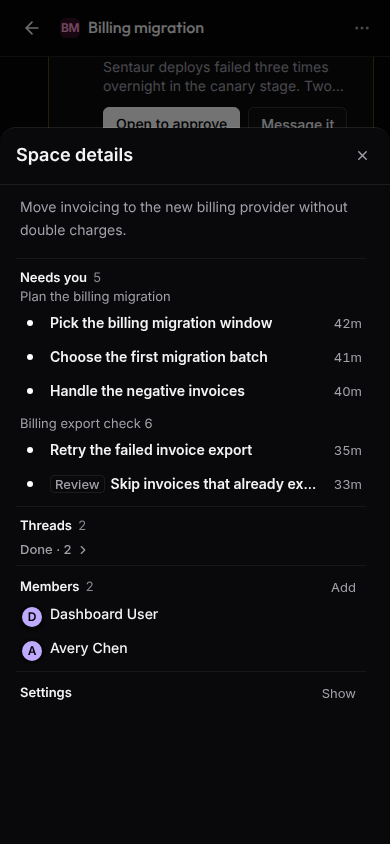 BM Billing migration
Sentaur deploys failed three times
overnight in the canary stage. Two...
Open to approve Message it
Space details
Move invoicing to the new billing provider without
double charges.
Needs you 5
Plan the billing migration
Pick the billing migration window 42m
Choose the first migration batch 41m
Handle the negative invoices 40m
Billing export check 6
Retry the failed invoice export 35m
Review Skip invoices that already ex... 33m
Threads 2
Done · 2
Members 2 Add
D Dashboard User
A Avery Chen
Settings Show